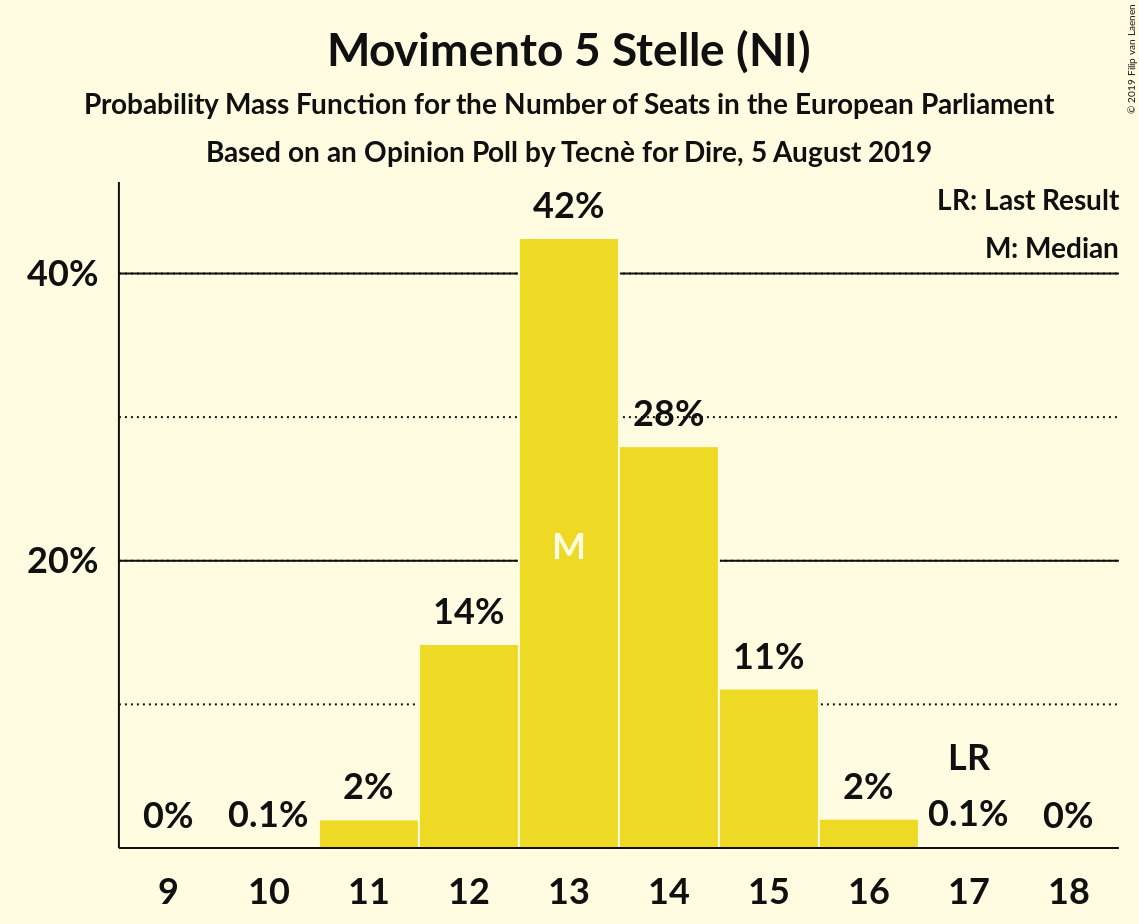 Movimento 5 Stelle (NI)
Probability Mass Function for the Number of Seats in the European Parliament
Based on an Opinion Poll by Tecnè for Dire, 5 August 2019
© 2019 Filip van Laenen
LR: Last Result
M: Median
42%
40%
28%
M
20%
14%
11%
LR
2%
2%
0%
0.1%
0.1%
0%
9 10 11 12 13 14 15 16 17 18